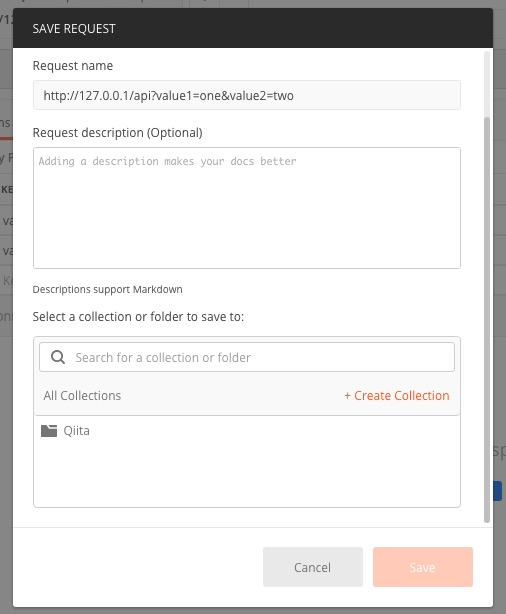 SAVE REQUEST
Request name
http://127.0.0.1/api?value1=one&value2=two
Request description (Optional)
Adding a description makes your docs better
Descriptions support Markdown
Select a collection or folder to save to:
Search for a collection or folder
All Collections
+ Create Collection
Qiita
Cancel
Save